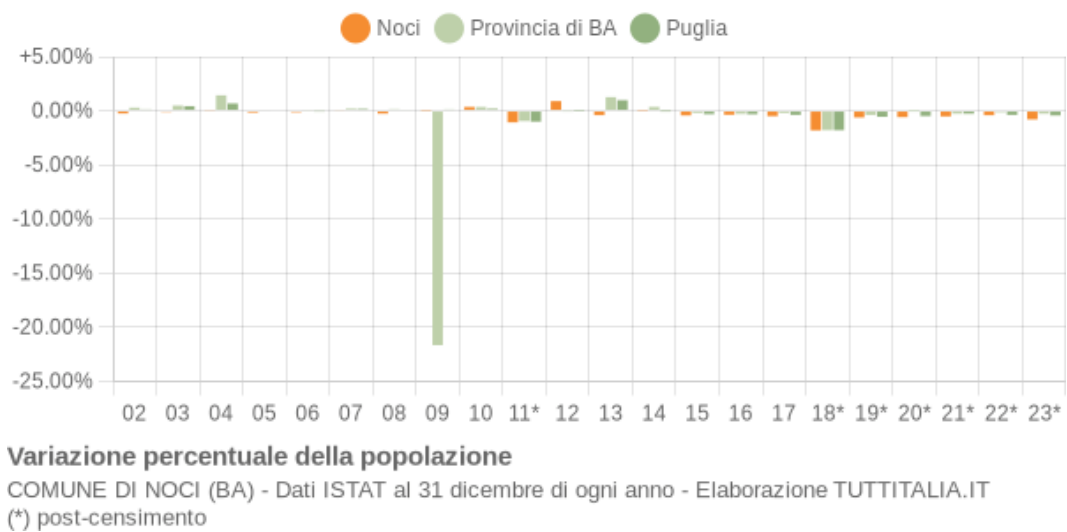 Noci Provincia di BA Puglia
+5.00%
0.00%
-5.00%
-10.00%
-15.00%
-20.00%
-25.00%
02 03 04 05 06 07 08 09 10 11* 12 13 14 15 16 17 18* 19* 20* 21* 22* 23*
Variazione percentuale della popolazione
COMUNE DI NOCI (BA) - Dati ISTAT al 31 dicembre di ogni anno - Elaborazione TUTTITALIA.IT
(*) post-censimento